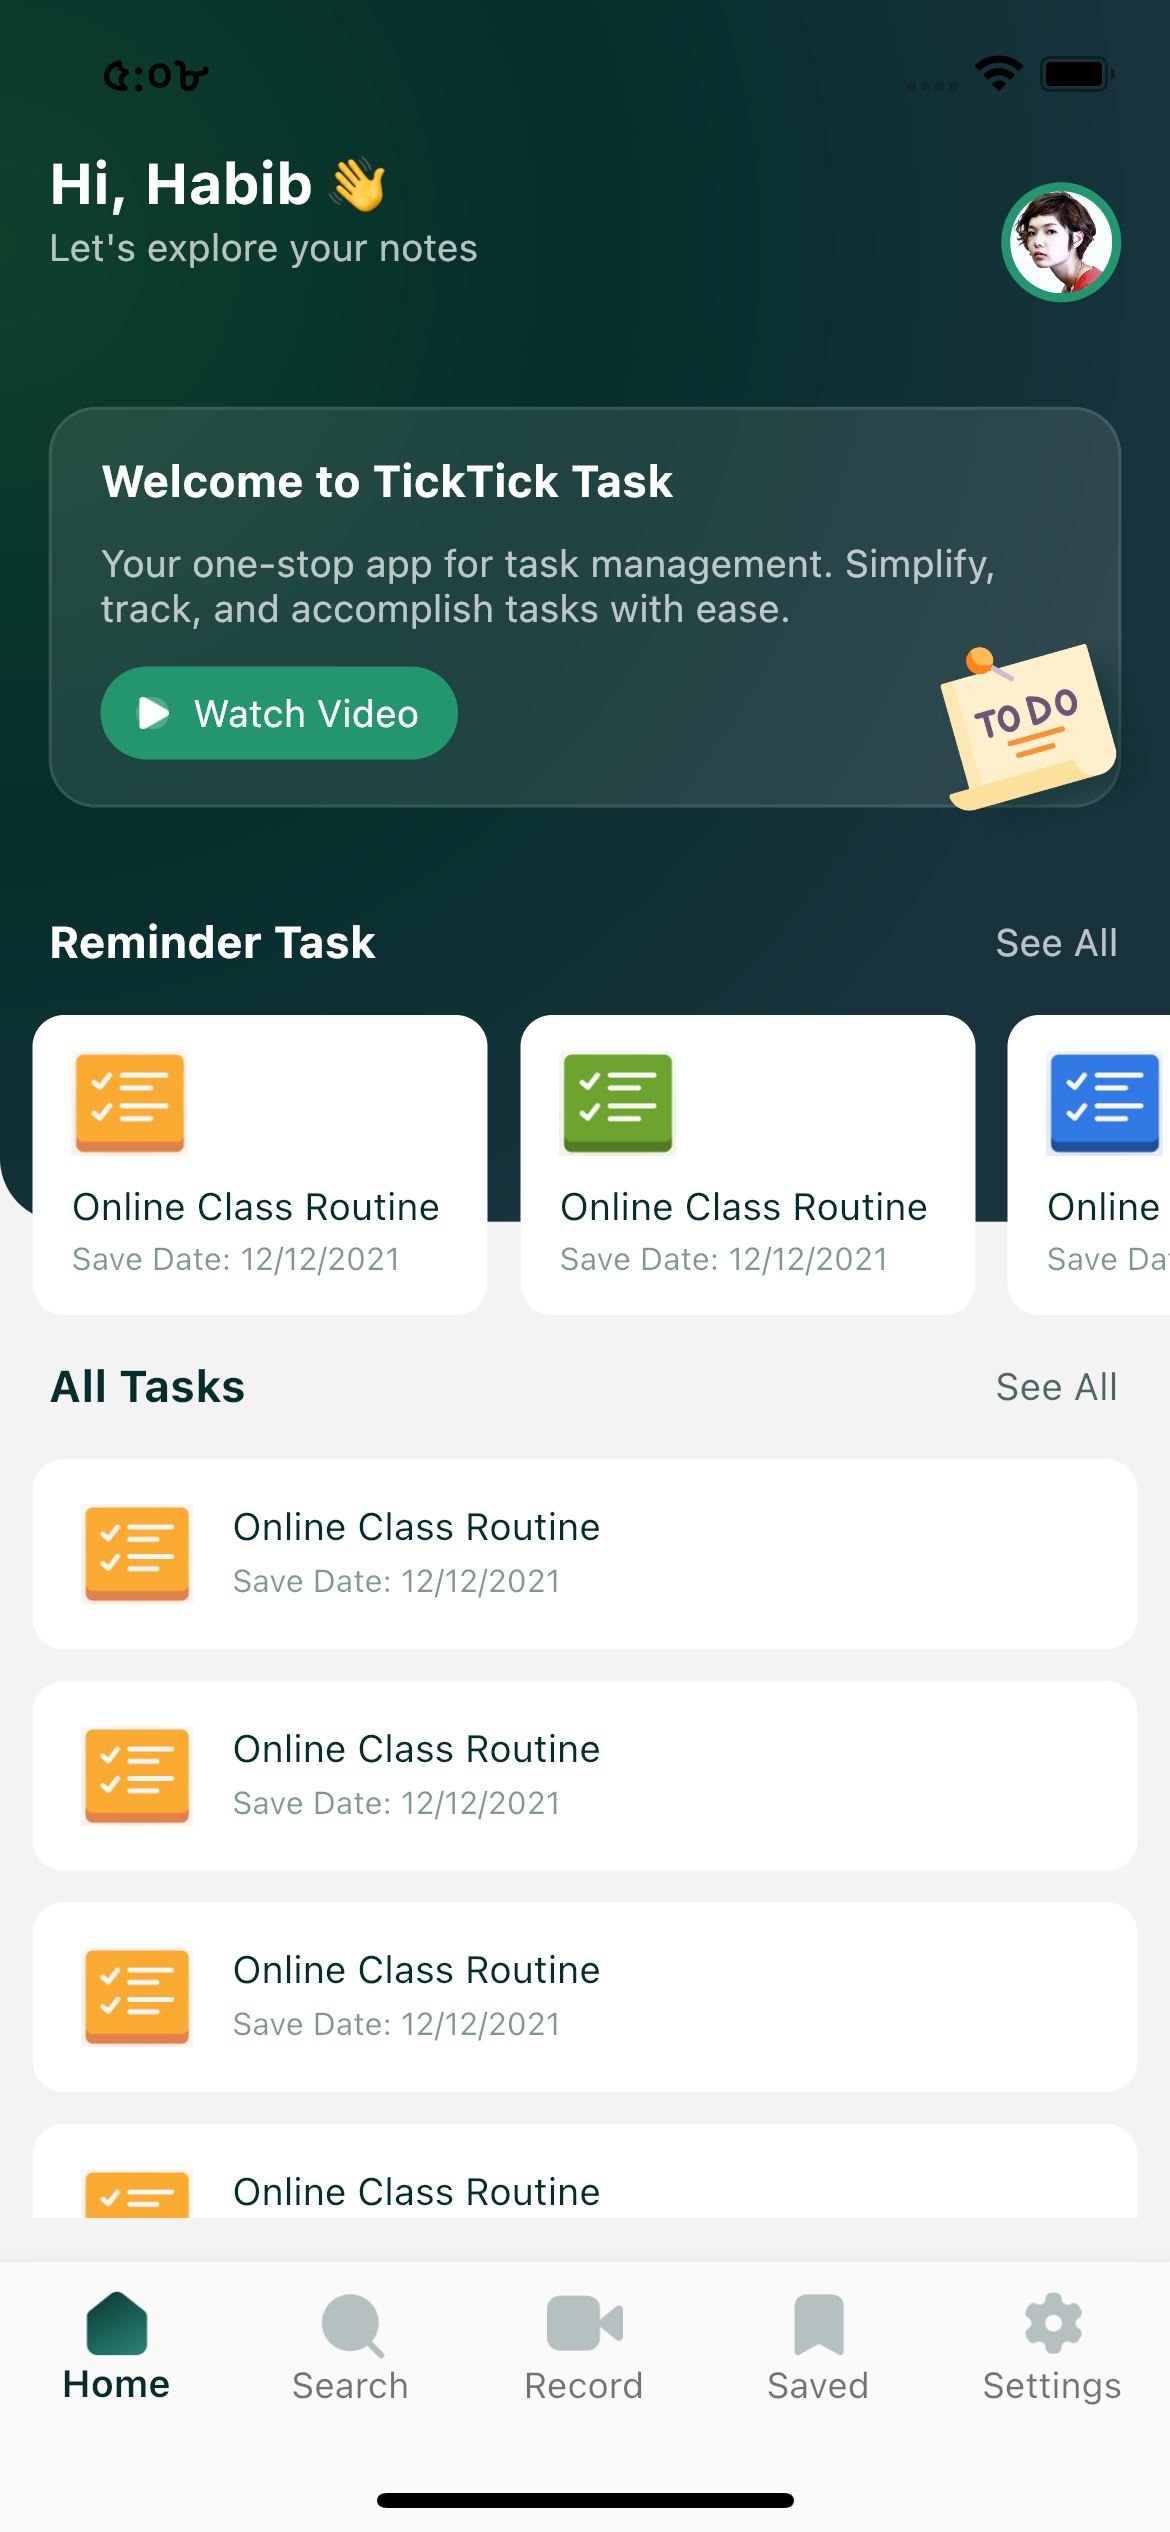 ৫:০৮
Hi, Habib 👋
Let's explore your notes
Welcome to TickTick Task
Your one-stop app for task management. Simplify,
track, and accomplish tasks with ease.
Watch Video
TO DO
Reminder Task
See All
Online Class Routine
Save Date: 12/12/2021
Online Class Routine
Save Date: 12/12/2021
Online
Save Da
All Tasks
See All
Online Class Routine
Save Date: 12/12/2021
Online Class Routine
Save Date: 12/12/2021
Online Class Routine
Save Date: 12/12/2021
Online Class Routine
Home
Search
Record
Saved
Settings